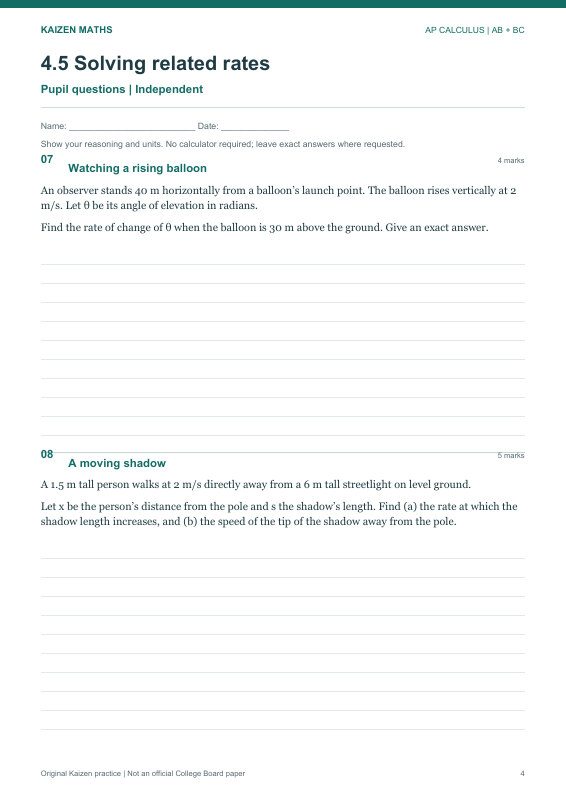 KAIZEN MATHS
AP CALCULUS | AB + BC
4.5 Solving related rates
Pupil questions | Independent
Name: ___________________________ Date: _______________
Show your reasoning and units. No calculator required; leave exact answers where requested.
07
4 marks
Watching a rising balloon
An observer stands 40 m horizontally from a balloon’s launch point. The balloon rises vertically at 2
m/s. Let θ be its angle of elevation in radians.
Find the rate of change of θ when the balloon is 30 m above the ground. Give an exact answer.
08
5 marks
A moving shadow
A 1.5 m tall person walks at 2 m/s directly away from a 6 m tall streetlight on level ground.
Let x be the person’s distance from the pole and s the shadow’s length. Find (a) the rate at which the
shadow length increases, and (b) the speed of the tip of the shadow away from the pole.
Original Kaizen practice | Not an official College Board paper
4